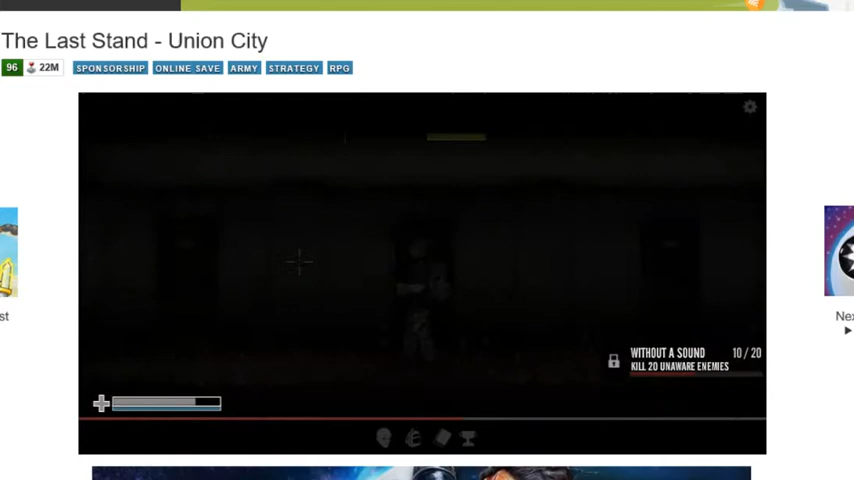 The Last Stand - Union City
96 22M SPONSORSHIP ONLINE SAVE ARMY STRATEGY RPG
WITHOUT A SOUND 10 / 20
KILL 20 UNAWARE ENEMIES
st
Nex